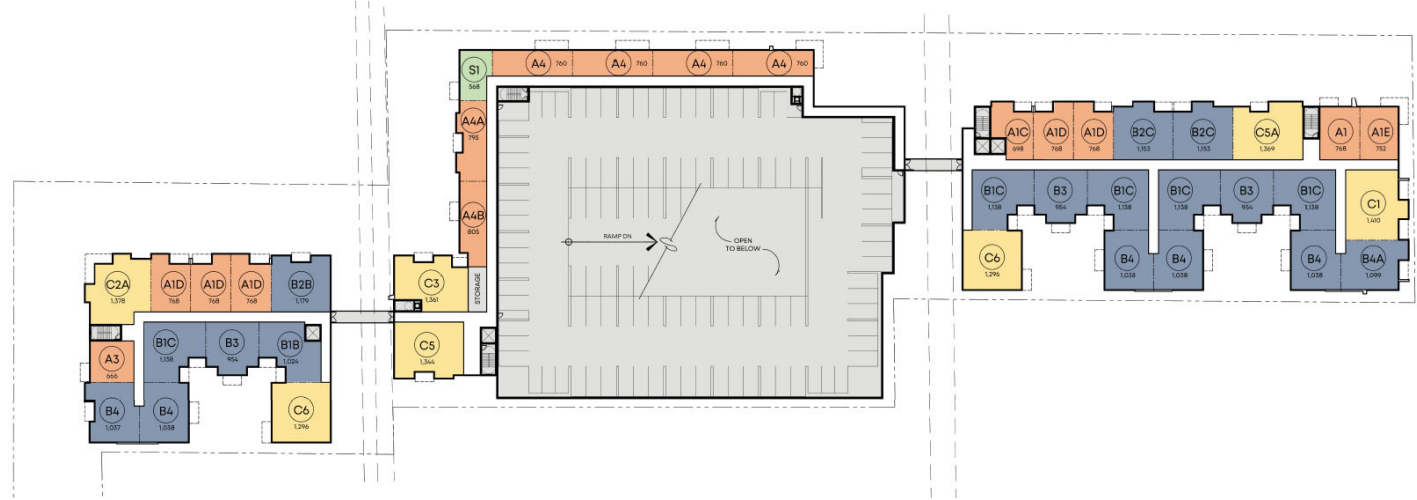 S1
568
A4 760
A4 760
A4 760
A4 760
A4A
795
A4B
805
STORAGE
C3
1,361
C5
1,344
RAMP DN
OPEN
TO BELOW
C2A
1,378
A1D
768
A1D
768
A1D
768
B2B
1,179
A3
666
B1C
1,138
B3
954
B1B
1,024
B4
1,037
B4
1,038
C6
1,296
A1C
698
A1D
768
A1D
768
B2C
1,153
B2C
1,153
C5A
1,369
A1
768
A1E
752
B1C
1,138
B3
954
B1C
1,138
B1C
1,138
B3
954
B1C
1,138
C1
1,410
C6
1,296
B4
1,038
B4
1,038
B4
1,038
B4A
1,099